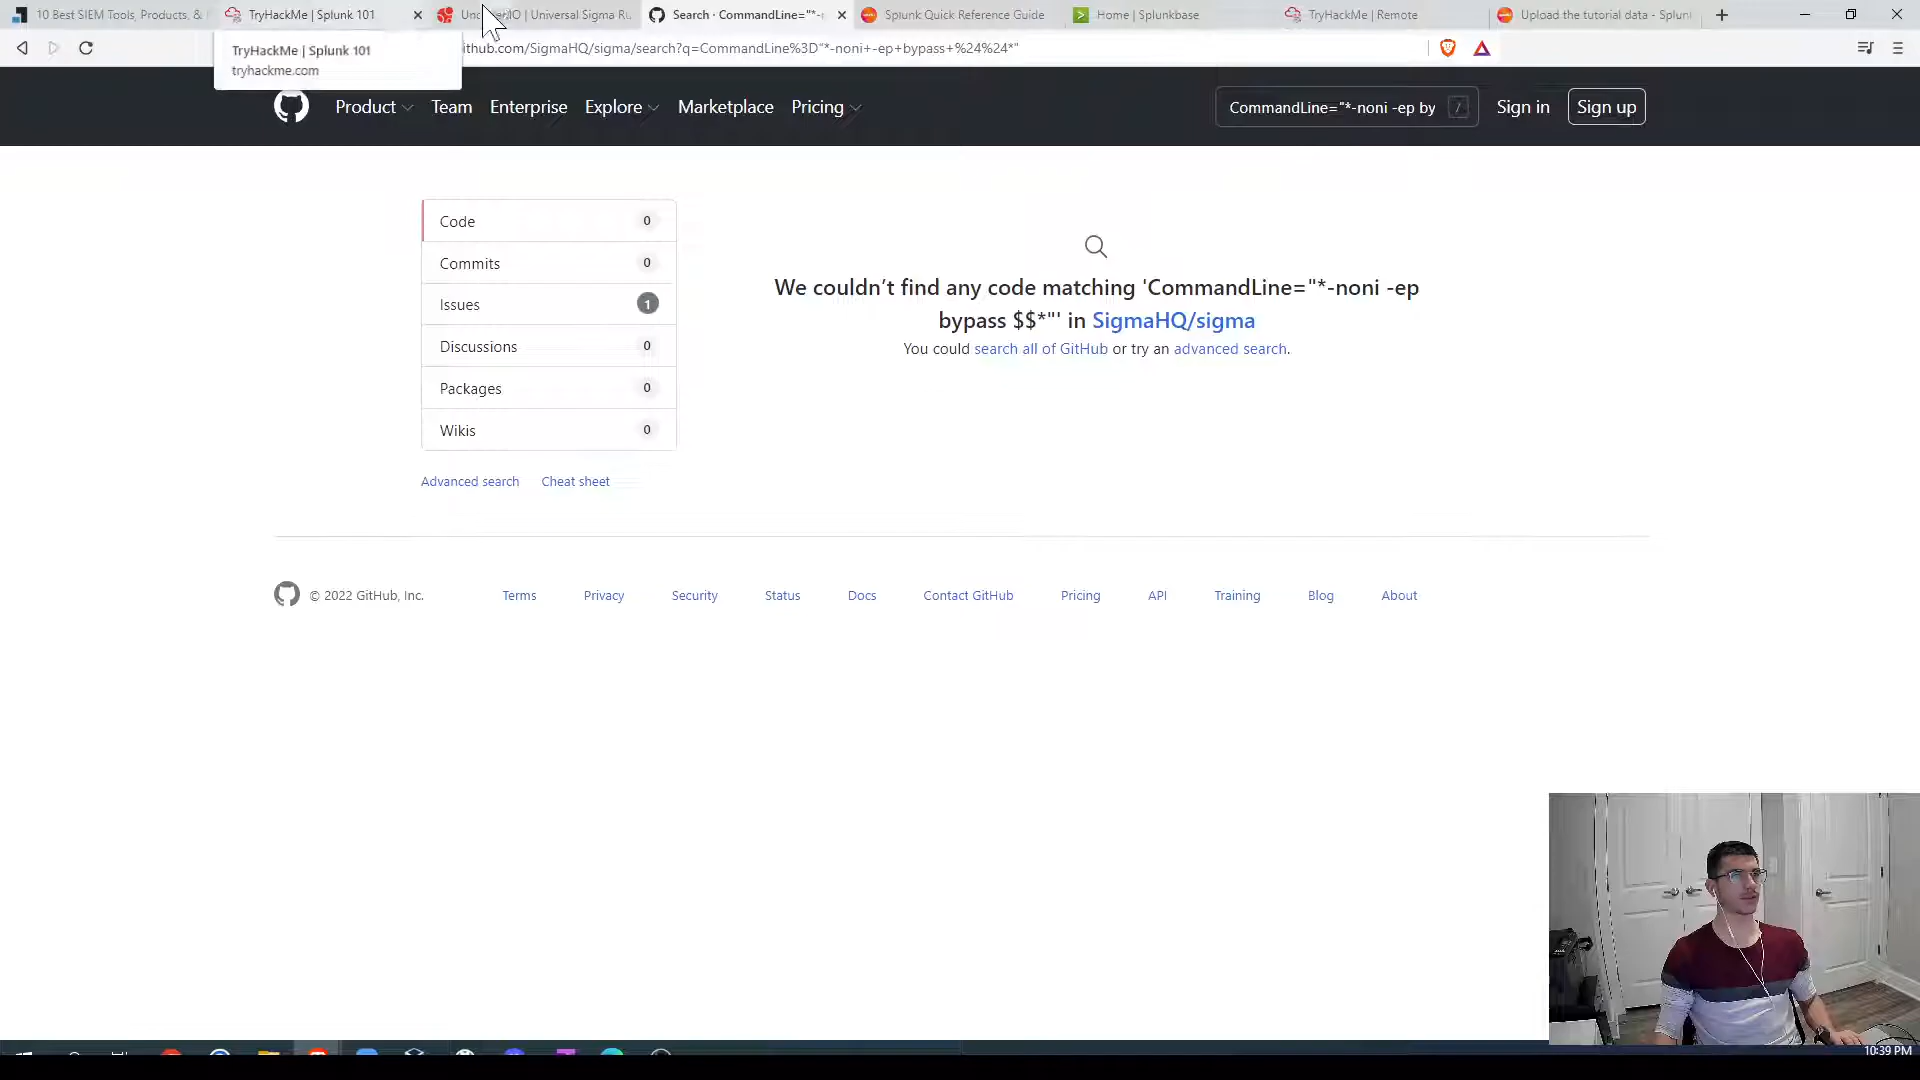 10 Best SIEM Tools, Products, &
TryHackMe | Splunk 101
IO | Universal Sigma Ru
Search · CommandLine="*-
Splunk Quick Reference Guide
Home | Splunkbase
TryHackMe | Remote
Upload the tutorial data - Splun
TryHackMe | Splunk 101
tryhackme.com
ithub.com/SigmaHQ/sigma/search?q=CommandLine%3D"*-noni+-ep+bypass+%24%24*"
Product
Team
Enterprise
Explore
Marketplace
Pricing
CommandLine="*-noni -ep by
/
Sign in
Sign up
Code 0
Commits 0
Issues 1
Discussions 0
Packages 0
Wikis 0
Advanced search
Cheat sheet
We couldn’t find any code matching 'CommandLine="*-noni -ep
bypass $$*"' in SigmaHQ/sigma
You could search all of GitHub or try an advanced search.
© 2022 GitHub, Inc.
Terms
Privacy
Security
Status
Docs
Contact GitHub
Pricing
API
Training
Blog
About
10:39 PM